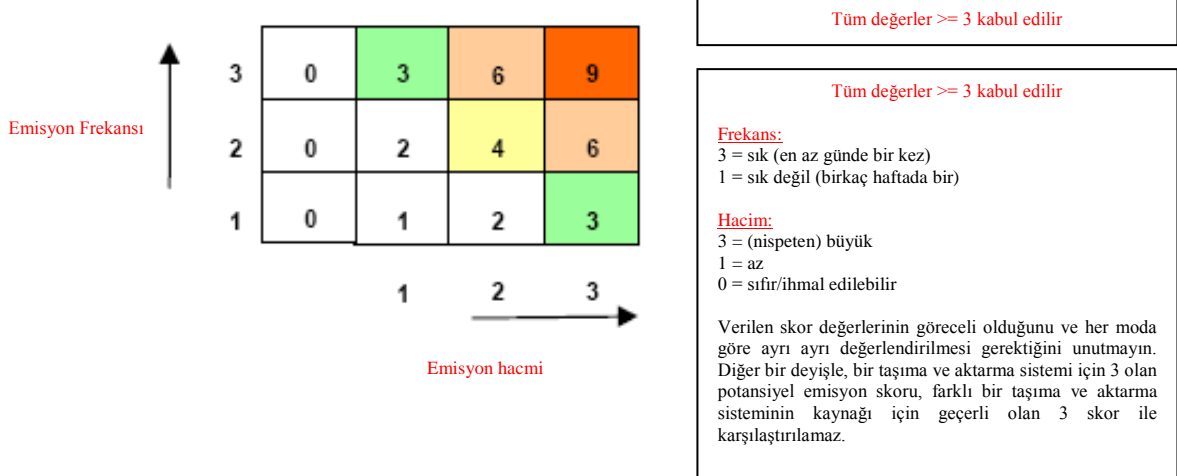 Tüm değerler >= 3 kabul edilir
3 0 3 6 9
Emisyon Frekansı
2 0 2 4 6
1 0 1 2 3
1 2 3
Emisyon hacmi
Tüm değerler >= 3 kabul edilir
Frekans:
3 = sık (en az günde bir kez)
1 = sık değil (birkaç haftada bir)
Hacim:
3 = (nispeten) büyük
1 = az
0 = sıfır/ihmal edilebilir
Verilen skor değerlerinin göreceli olduğunu ve her moda
göre ayrı ayrı değerlendirilmesi gerektiğini unutmayın.
Diğer bir deyişle, bir taşıma ve aktarma sistemi için 3 olan
potansiyel emisyon skoru, farklı bir taşıma ve aktarma
sisteminin kaynağı için geçerli olan 3 skor ile
karşılaştırılamaz.